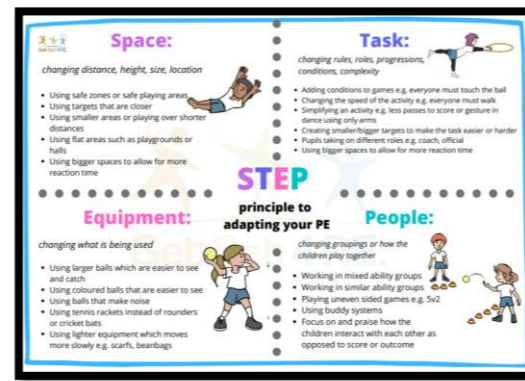 Space:
changing distance, height, size, location
• Using safe zones or safe playing areas
• Using targets that are closer
• Using smaller areas or playing over shorter
distances
• Using flat areas such as playgrounds or
halls
• Using bigger spaces to allow for more
reaction time
Task:
changing rules, roles, progressions,
conditions, complexity
• Adding conditions to games e.g. everyone must touch the ball
• Changing the speed of the activity e.g. everyone must walk
• Simplifying an activity e.g. less passes to score or gesture in
dance using only arms
• Creating smaller/bigger targets to make the task easier or harder
• Pupils taking on different roles e.g. coach, official
• Using bigger spaces to allow for more reaction time
STEP
principle to
adapting your PE
Equipment:
changing what is being used
• Using larger balls which are easier to see
and catch
• Using coloured balls that are easier to see
• Using balls that make noise
• Using tennis rackets instead of rounders
or cricket bats
• Using lighter equipment which moves
more slowly e.g. scarfs, beanbags
People:
changing groupings or how the
children play together
• Working in mixed ability groups
• Working in similar ability groups
• Playing uneven sided games e.g. 5v2
• Using buddy systems
• Focus on and praise how the
children interact with each other as
opposed to score or outcome